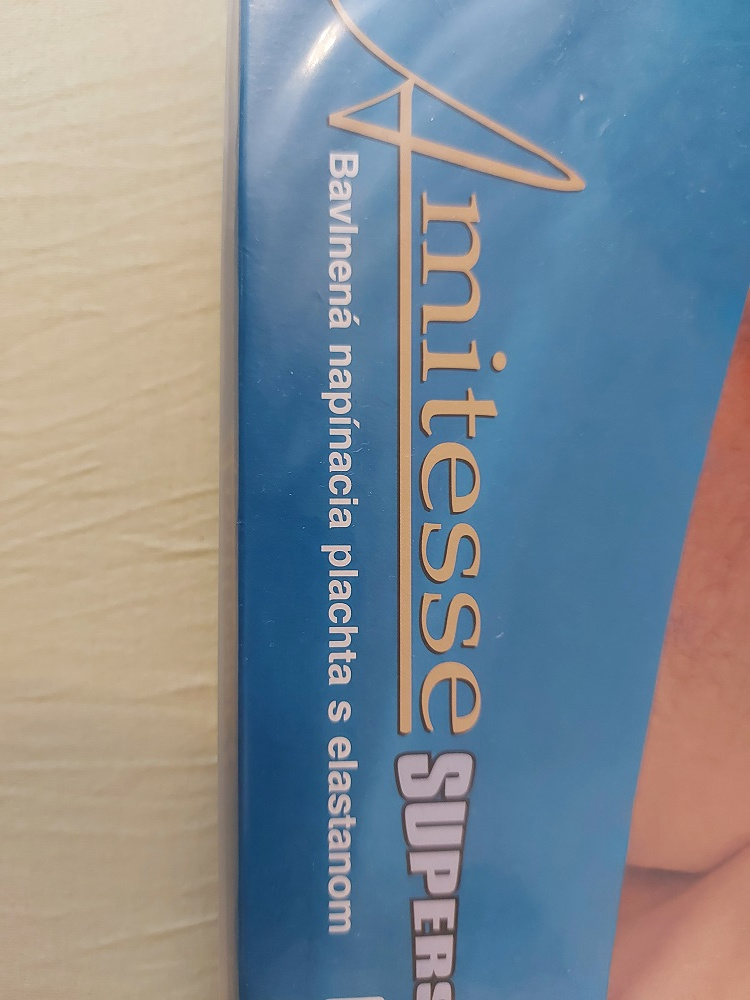 Amitesse SUPERS
Bavlnená napínacia plachta s elastanom